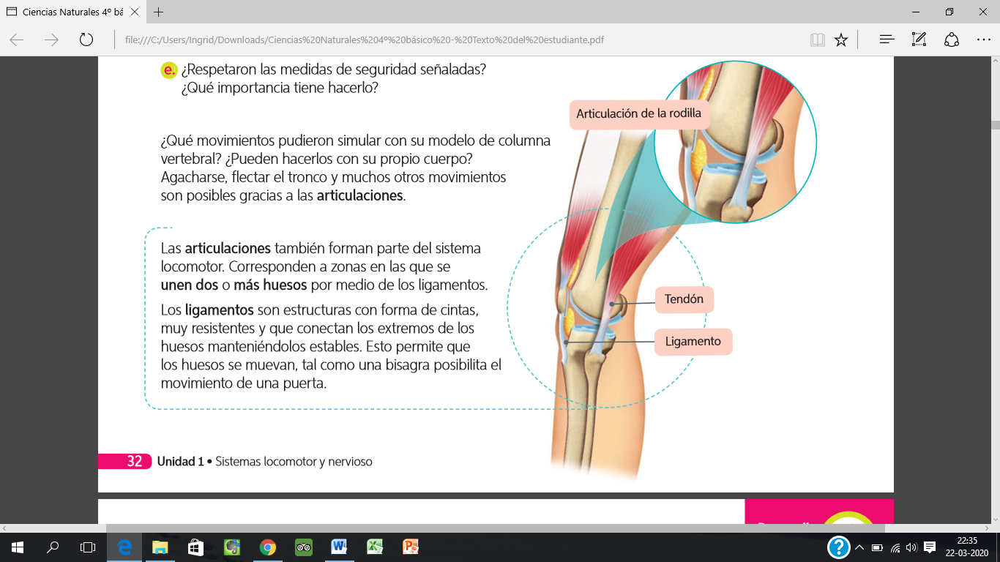 Ciencias Naturales 4º bá
file:///C:/Users/Ingrid/Downloads/Ciencias%20Naturales%204º%20básico%20-%20Texto%20del%20estudiante.pdf
e. ¿Respetaron las medidas de seguridad señaladas?
¿Qué importancia tiene hacerlo?
Articulación de la rodilla
¿Qué movimientos pudieron simular con su modelo de columna
vertebral? ¿Pueden hacerlos con su propio cuerpo?
Agacharse, flectar el tronco y muchos otros movimientos
son posibles gracias a las articulaciones.
Las articulaciones también forman parte del sistema
locomotor. Corresponden a zonas en las que se
unen dos o más huesos por medio de los ligamentos.
Los ligamentos son estructuras con forma de cintas,
muy resistentes y que conectan los extremos de los
huesos manteniéndolos estables. Esto permite que
los huesos se muevan, tal como una bisagra posibilita el
movimiento de una puerta.
Tendón
Ligamento
32 Unidad 1 • Sistemas locomotor y nervioso
22:35
22-03-2020